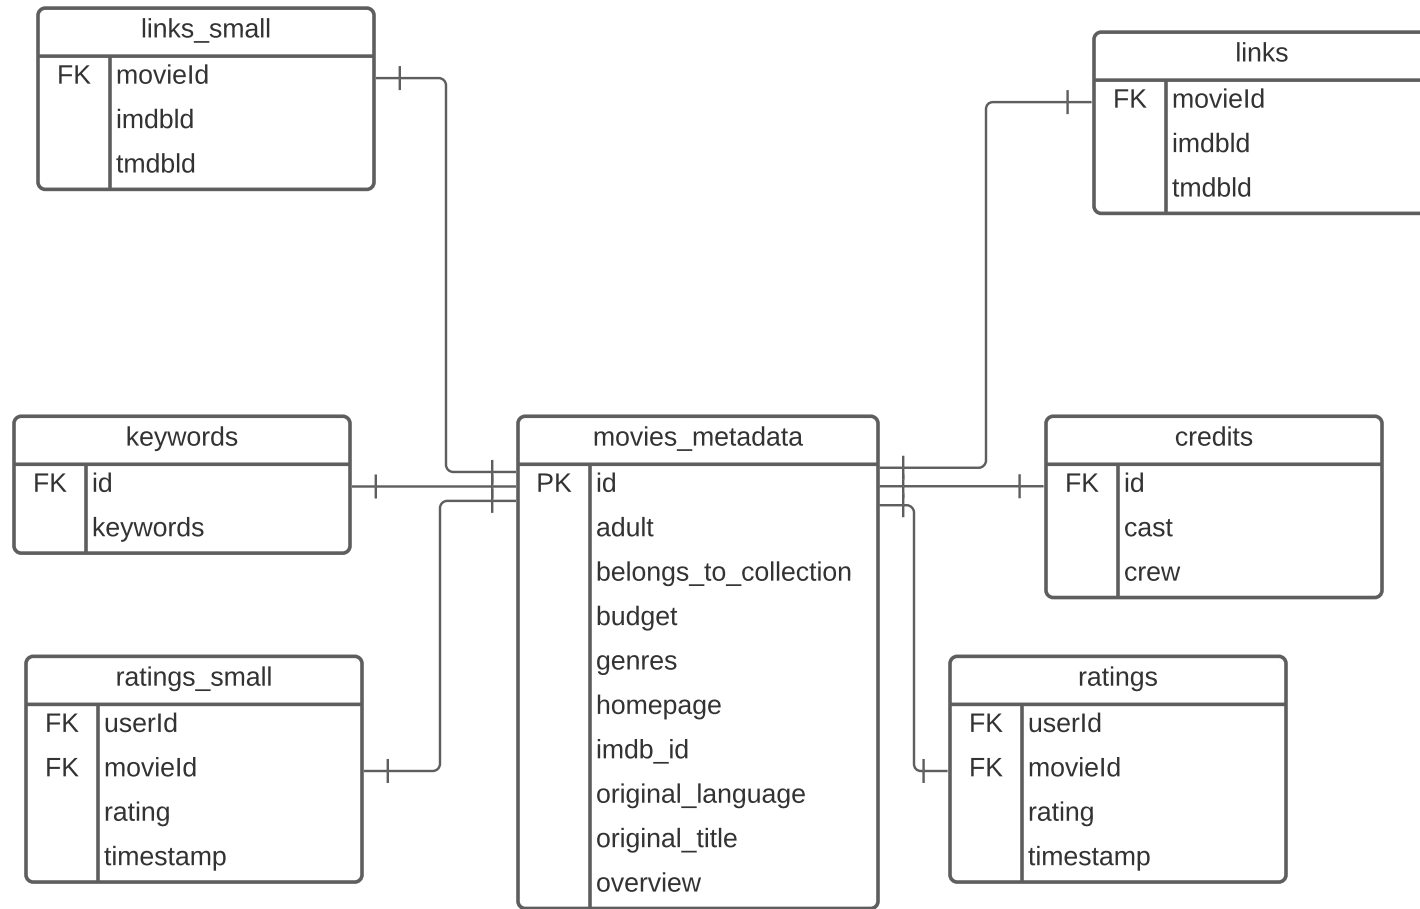 links_small
FK movieId
imdbId
tmdbId
links
FK movieId
imdbId
tmdbId
keywords
FK id
keywords
movies_metadata
PK id
adult
belongs_to_collection
budget
genres
homepage
imdb_id
original_language
original_title
overview
credits
FK id
cast
crew
ratings_small
FK userId
FK movieId
rating
timestamp
ratings
FK userId
FK movieId
rating
timestamp